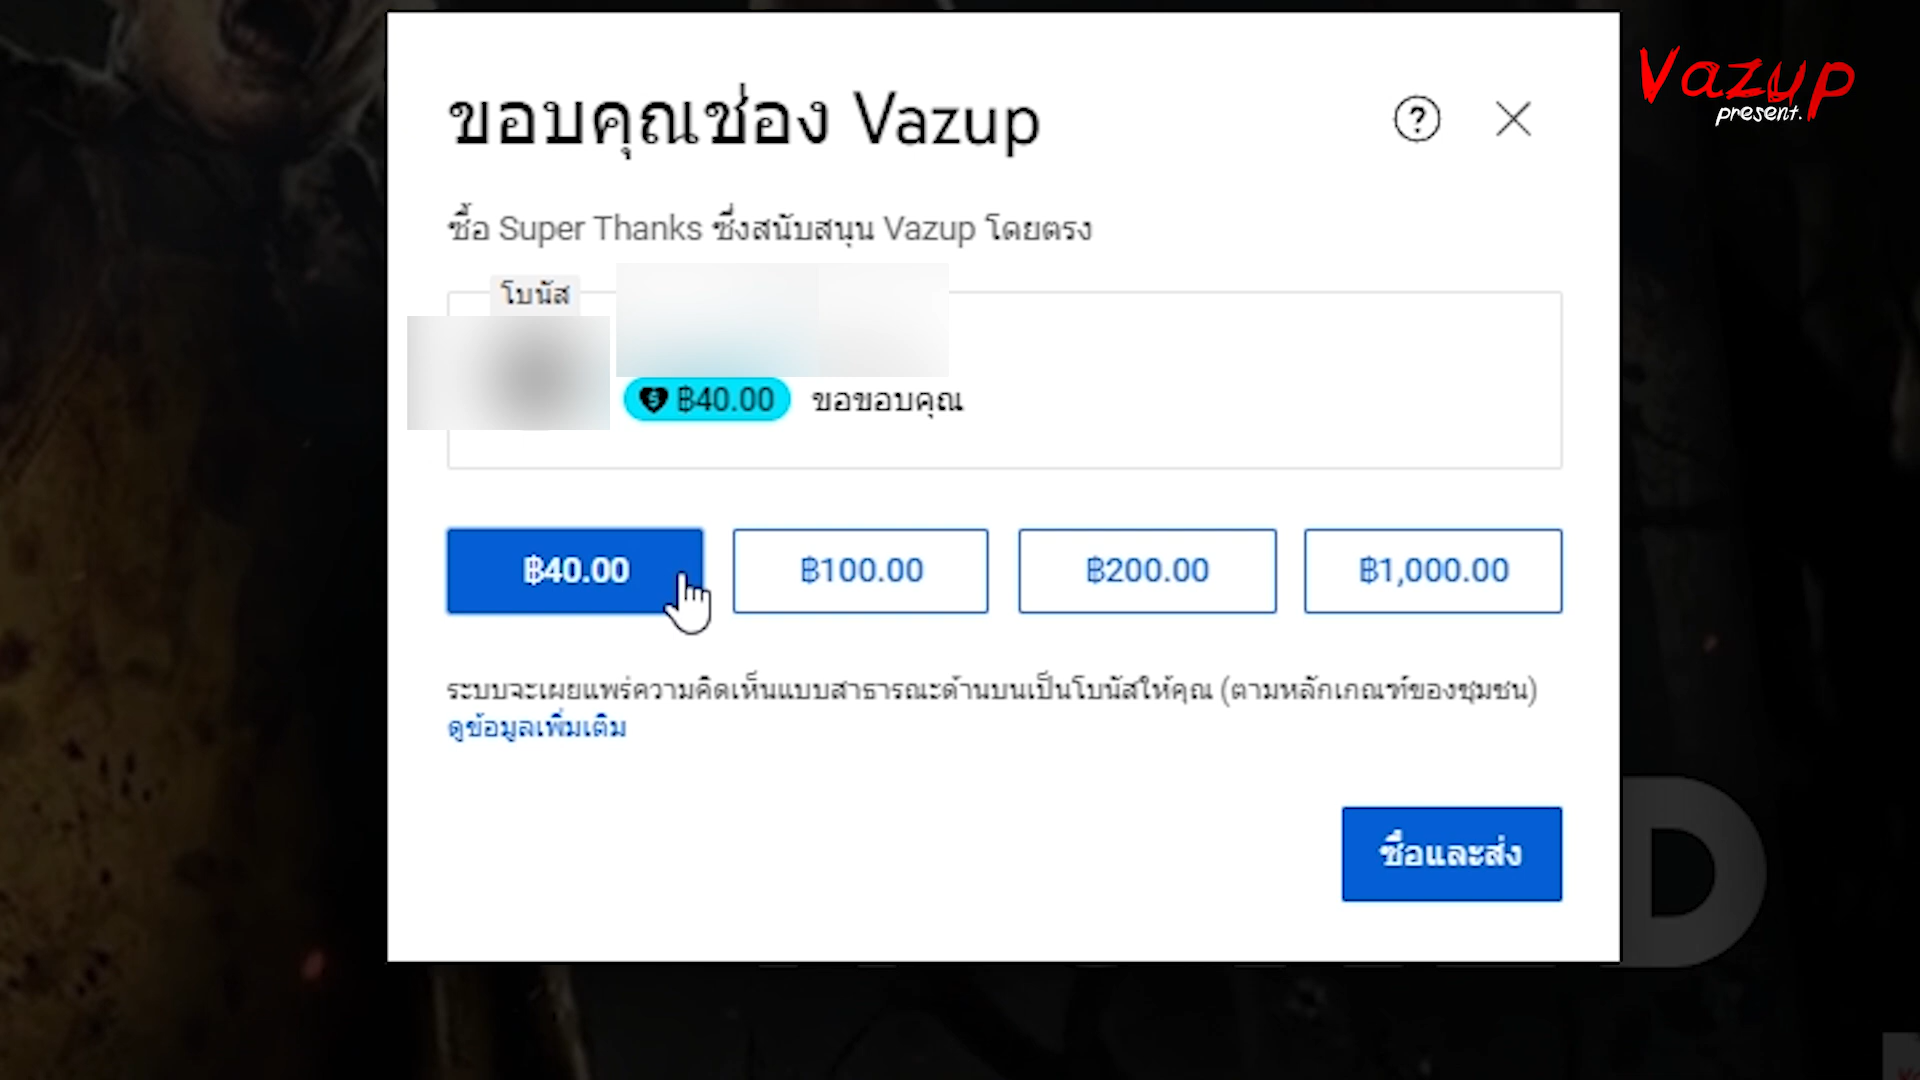 Vazup
present.
ขอบคุณช่อง Vazup
ซื้อ Super Thanks ซึ่งสนับสนุน Vazup โดยตรง
โบนัส
฿40.00 ขอขอบคุณ
฿40.00
฿100.00
฿200.00
฿1,000.00
ระบบจะเผยแพร่ความคิดเห็นแบบสาธารณะด้านบนเป็นโบนัสให้คุณ (ตามหลักเกณฑ์ของชุมชน)
ดูข้อมูลเพิ่มเติม
ซื้อและส่ง
D